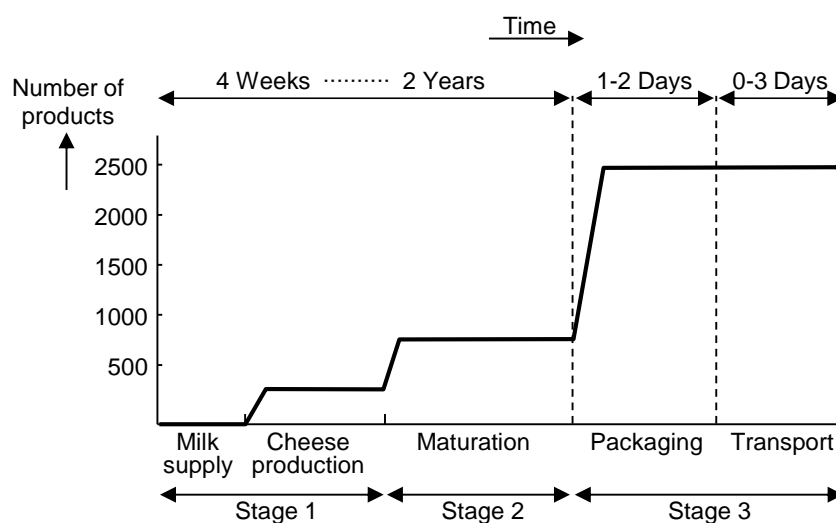 Time
4 Weeks ......... 2 Years 1-2 Days 0-3 Days
Number of
products
2500
2000
1500
1000
500
Milk
supply
Cheese
production
Maturation
Packaging
Transport
Stage 1 Stage 2 Stage 3